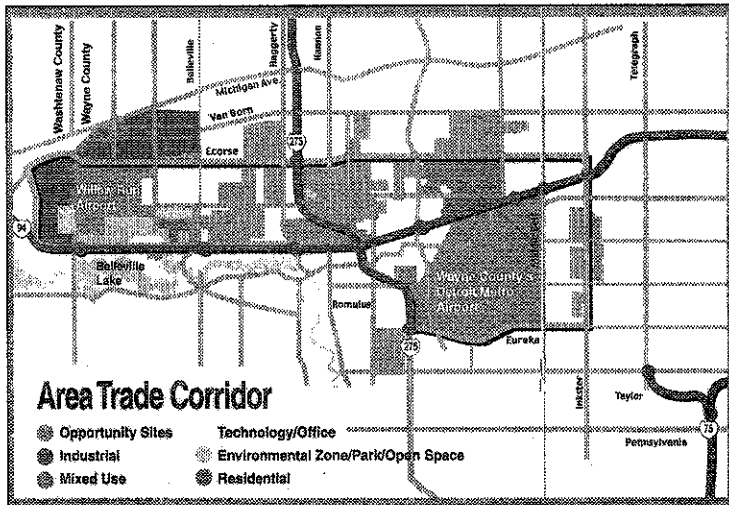 Washtenaw County
Wayne County
Belleville
Haggerty
Hannan
Telegraph
Michigan Ave.
Van Born
Ecorse
275
Willow Run
Airport
94
Belleville
Lake
Romulus
Wayne County's
Detroit Metro
Airport
275
Eureka
Inkster
Taylor
75
Pennsylvania
Area Trade Corridor
Opportunity Sites
Industrial
Mixed Use
Technology/Office
Environmental Zone/Park/Open Space
Residential